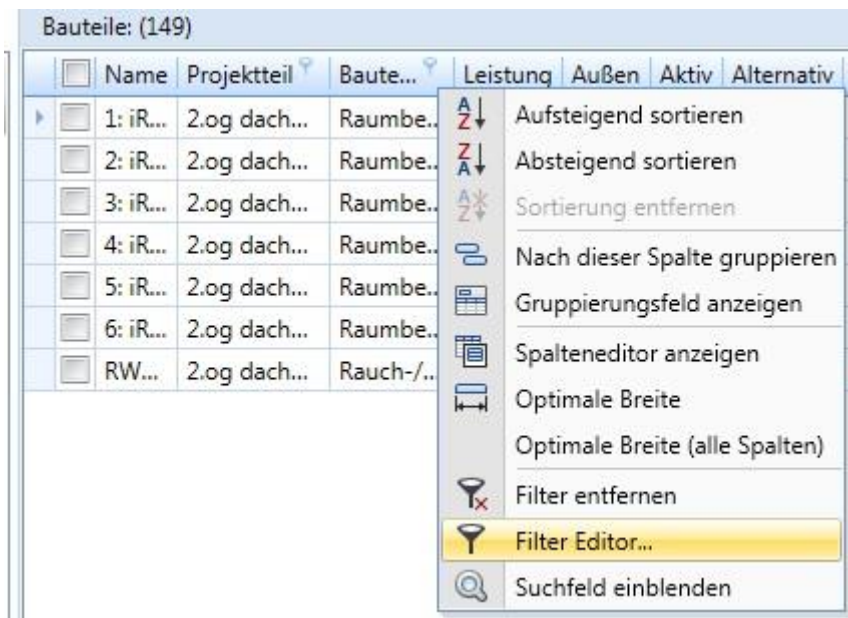 Bauteile: (149)
Name Projektteil Baute... Leistung Außen Aktiv Alternativ
1: iR... 2.og dach... Raumbe..
2: iR... 2.og dach... Raumbe..
3: iR... 2.og dach... Raumbe..
4: iR... 2.og dach... Raumbe..
5: iR... 2.og dach... Raumbe..
6: iR... 2.og dach... Raumbe..
RW... 2.og dach... Rauch-/...
Aufsteigend sortieren
Absteigend sortieren
Sortierung entfernen
Nach dieser Spalte gruppieren
Gruppierungsfeld anzeigen
Spalteneditor anzeigen
Optimale Breite
Optimale Breite (alle Spalten)
Filter entfernen
Filter Editor...
Suchfeld einblenden